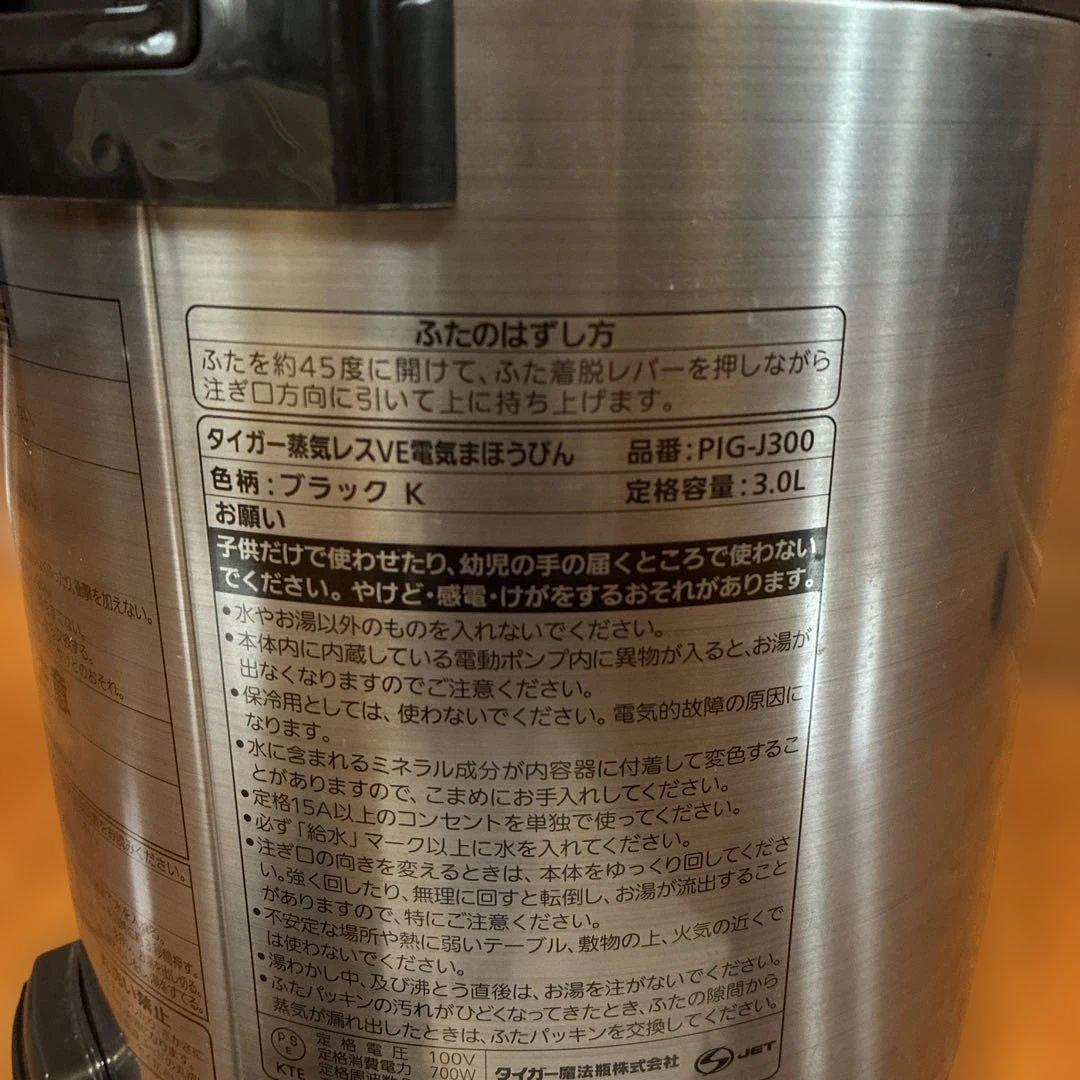 ふたのはずし方
ふたを約45度に開けて、ふた着脱レバーを押しながら
注ぎ口方向に引いて上に持ち上げます。
タイガー蒸気レスVE電気まほうびん 品番:PIG-J300
色柄:ブラック K 定格容量:3.0L
お願い
子供だけで使わせたり、幼児の手の届くところで使わない
でください。やけど・感電・けがをするおそれがあります。
•水やお湯以外のものを入れないでください。
•本体内に内蔵している電動ポンプ内に異物が入ると、お湯が
出なくなりますのでご注意ください。
•保冷用としては、使わないでください。電気的故障の原因に
なります。
•水に含まれるミネラル成分が内容器に付着して変色するこ
とがありますので、こまめにお手入れしてください。
•定格15A以上のコンセントを単独で使ってください。
•必ず「給水」マーク以上に水を入れてください。
•注ぎ口の向きを変えるときは、本体をゆっくり回してくださ
い。強く回したり、無理に回すと転倒し、お湯が流出すること
がありますので、特にご注意ください。
•不安定な場所や熱に弱いテーブル、敷物の上、火気の近くで
は使わないでください。
•湯わかし中、及び沸とう直後は、お湯を注がないでください。
•ふたパッキンの汚れがひどくなってきたとき、ふたの隙間から
蒸気が漏れ出したときは、ふたパッキンを交換してください。
PSE 定格電圧 100V
定格消費電力 700W タイガー魔法瓶株式会社 JET
KTE 定格周波数
衝撃を加えない。